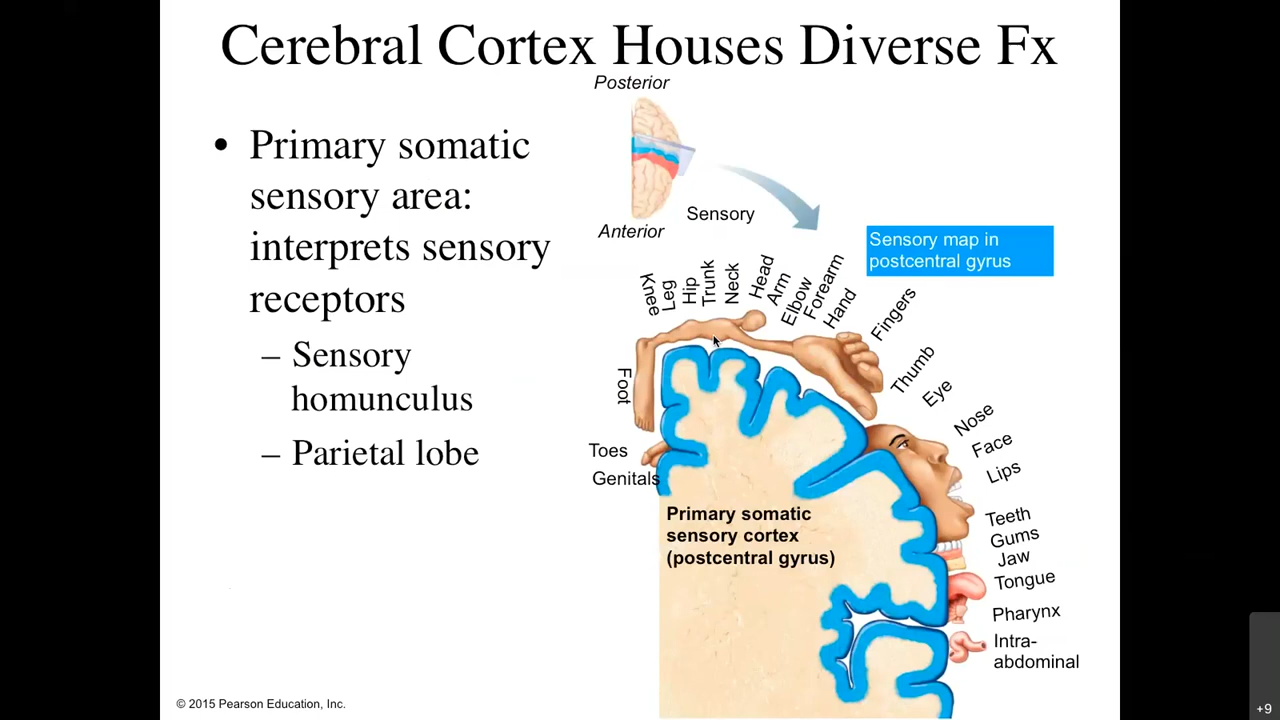 Cerebral Cortex Houses Diverse Fx
• Primary somatic
sensory area:
interprets sensory
receptors
– Sensory
homunculus
– Parietal lobe
Posterior
Anterior
Sensory
Sensory map in
postcentral gyrus
Genitals
Toes
Foot
Knee
Leg
Hip
Trunk
Neck
Head
Arm
Elbow
Forearm
Hand
Fingers
Thumb
Eye
Nose
Face
Lips
Teeth
Gums
Jaw
Tongue
Pharynx
Intra-
abdominal
Primary somatic
sensory cortex
(postcentral gyrus)
© 2015 Pearson Education, Inc.
+9